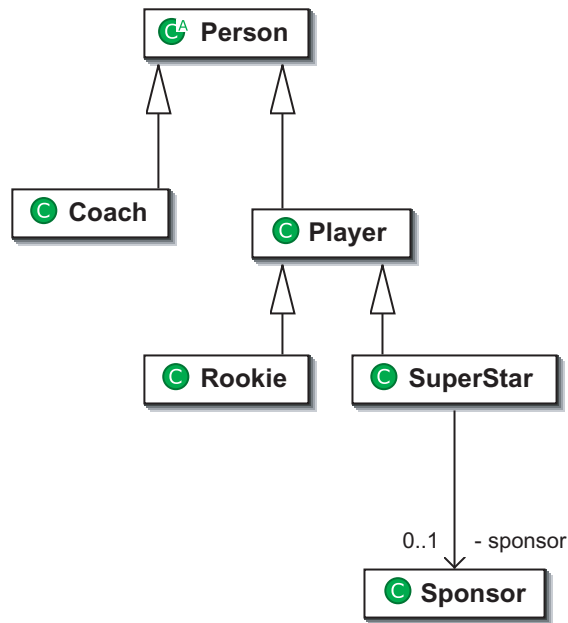 C A Person
C Coach
C Player
C Rookie
C SuperStar
0..1 - sponsor
C Sponsor